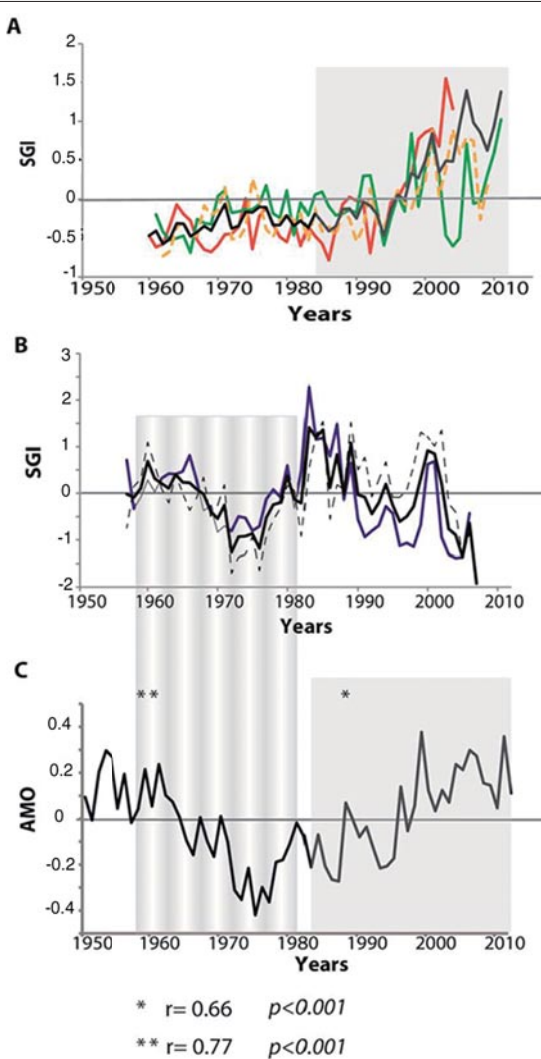 A
2
1.5
1
SGI
0.5
0
-0.5
-1
1950 1960 1970 1980 1990 2000 2010
Years
B
3
2
1
SGI
0
-1
-2
1950 1960 1970 1980 1990 2000 2010
Years
C
** *
0.4
0.2
AMO
0
-0.2
-0.4
1950 1960 1970 1980 1990 2000 2010
Years
* r= 0.66 p<0.001
** r= 0.77 p<0.001